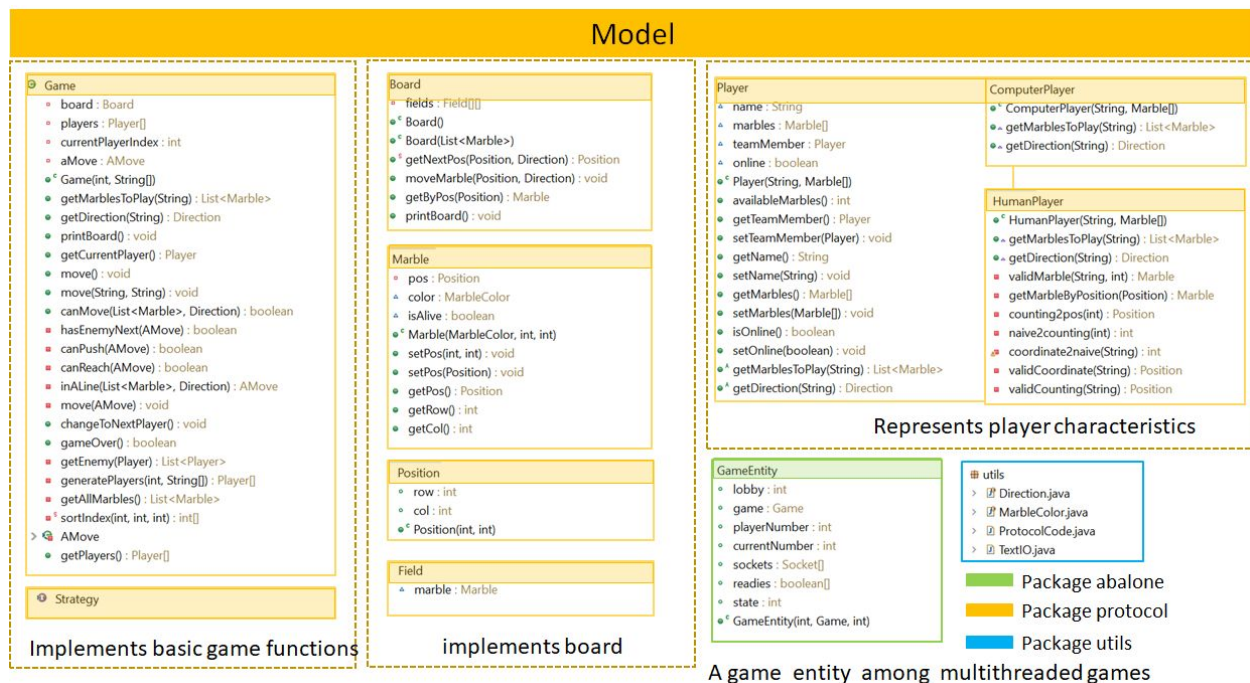 Model
Game
board : Board
players : Player[]
currentPlayerIndex : int
aMove : AMove
Game(int, String[])
getMarblesToPlay(String) : List<Marble>
getDirection(String) : Direction
printBoard() : void
getCurrentPlayer() : Player
move() : void
move(String, String) : void
canMove(List<Marble>, Direction) : boolean
hasEnemyNext(AMove) : boolean
canPush(AMove) : boolean
canReach(AMove) : boolean
inALine(List<Marble>, Direction) : AMove
move(AMove) : void
changeToNextPlayer() : void
gameOver() : boolean
getEnemy(Player) : List<Player>
generatePlayers(int, String[]) : Player[]
getAllMarbles() : List<Marble>
sortIndex(int, int, int) : int[]
AMove
getPlayers() : Player[]
Strategy
Implements basic game functions
Board
fields : Field[][]
Board()
Board(List<Marble>)
getNextPos(Position, Direction) : Position
moveMarble(Position, Direction) : void
getByPos(Position) : Marble
printBoard() : void
Marble
pos : Position
color : MarbleColor
isAlive : boolean
Marble(MarbleColor, int, int)
setPos(int, int) : void
setPos(Position) : void
getPos() : Position
getRow() : int
getCol() : int
Position
row : int
col : int
Position(int, int)
Field
marble : Marble
implements board
Player
name : String
marbles : Marble[]
teamMember : Player
online : boolean
Player(String, Marble[])
availableMarbles() : int
getTeamMember() : Player
setTeamMember(Player) : void
getName() : String
setName(String) : void
getMarbles() : Marble[]
setMarbles(Marble[]) : void
isOnline() : boolean
setOnline(boolean) : void
getMarblesToPlay(String) : List<Marble>
getDirection(String) : Direction
ComputerPlayer
ComputerPlayer(String, Marble[])
getMarblesToPlay(String) : List<Marble>
getDirection(String) : Direction
HumanPlayer
HumanPlayer(String, Marble[])
getMarblesToPlay(String) : List<Marble>
getDirection(String) : Direction
validMarble(String, int) : Marble
getMarbleByPosition(Position) : Marble
counting2pos(int) : Position
naive2counting(int) : int
coordinate2naive(String) : int
validCoordinate(String) : Position
validCounting(String) : Position
Represents player characteristics
GameEntity
lobby : int
game : Game
playerNumber : int
currentNumber : int
sockets : Socket[]
readies : boolean[]
state : int
GameEntity(int, Game, int)
utils
Direction.java
MarbleColor.java
ProtocolCode.java
TextIO.java
Package abalone
Package protocol
Package utils
A game entity among multithreaded games